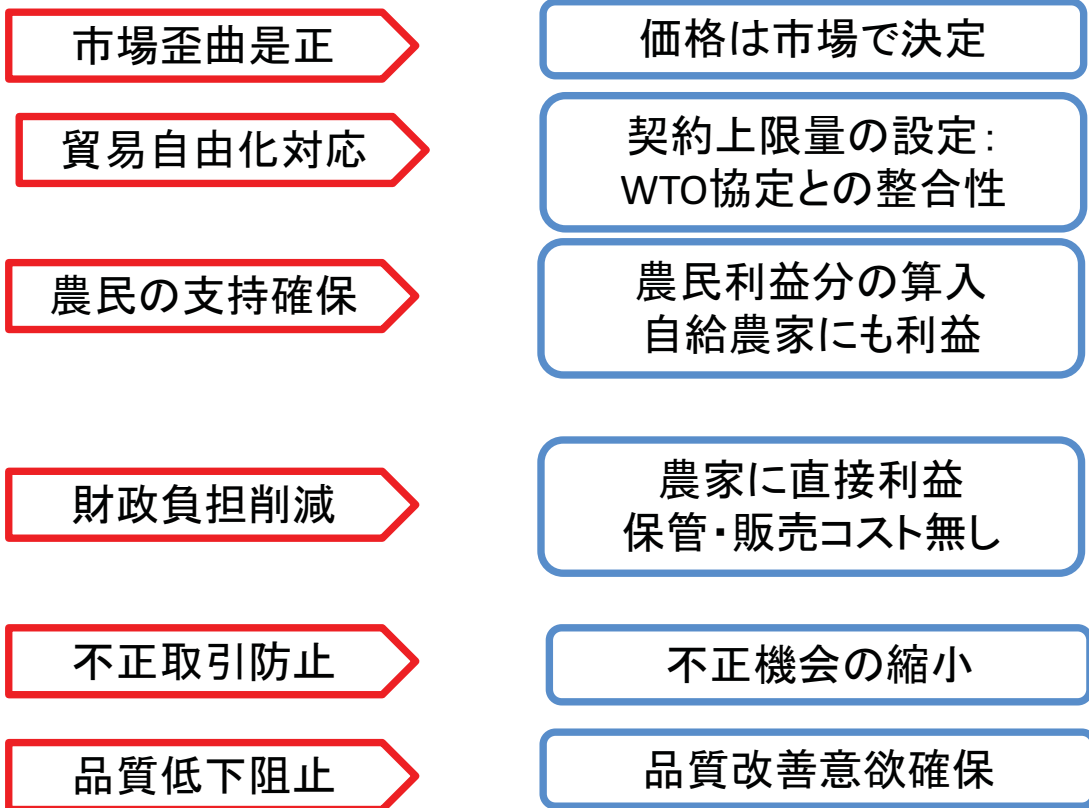 市場歪曲是正
価格は市場で決定
貿易自由化対応
契約上限量の設定:
WTO協定との整合性
農民の支持確保
農民利益分の算入
自給農家にも利益
財政負担削減
農家に直接利益
保管・販売コスト無し
不正取引防止
不正機会の縮小
品質低下阻止
品質改善意欲確保